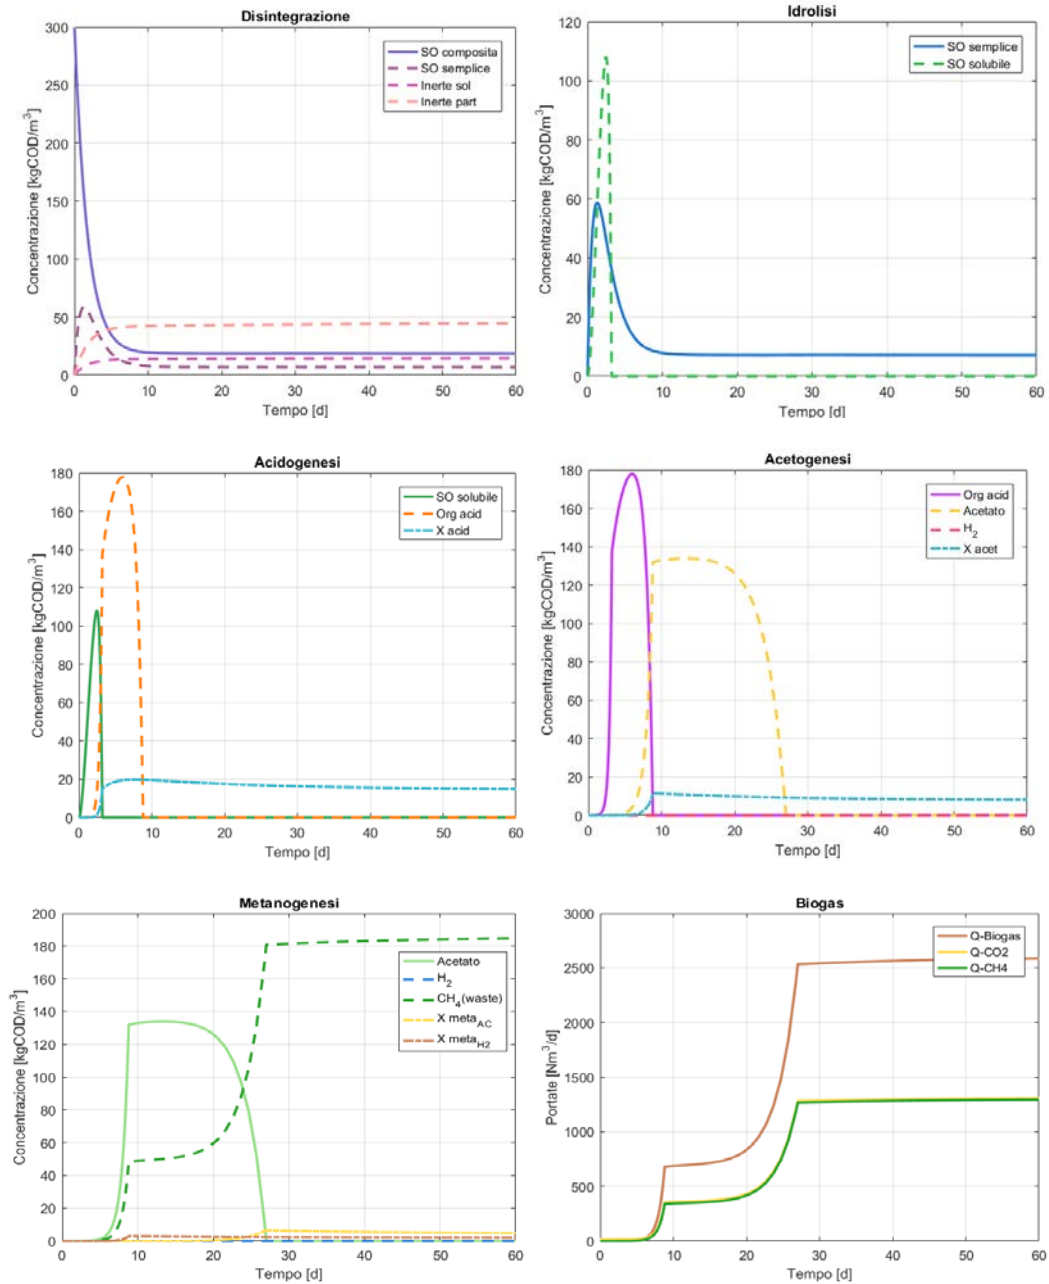 Disintegrazione
300
250
200
150
100
50
0
Concentrazione [kgCOD/m³]
SO composita
SO semplice
Inerte sol
Inerte part
0 10 20 30 40 50 60
Tempo [d]
Idrolisi
120
100
80
60
40
20
0
Concentrazione [kgCOD/m³]
SO semplice
SO solubile
0 10 20 30 40 50 60
Tempo [d]
Acidogenesi
180
160
140
120
100
80
60
40
20
0
Concentrazione [kgCOD/m³]
SO solubile
Org acid
X acid
0 10 20 30 40 50 60
Tempo [d]
Acetogenesi
180
160
140
120
100
80
60
40
20
0
Concentrazione [kgCOD/m³]
Org acid
Acetato
H₂
X acet
0 10 20 30 40 50 60
Tempo [d]
Metanogenesi
200
180
160
140
120
100
80
60
40
20
0
Concentrazione [kgCOD/m³]
Acetato
H₂
CH₄(waste)
X meta_AC
X meta_H2
0 10 20 30 40 50 60
Tempo [d]
Biogas
3000
2500
2000
1500
1000
500
0
Portate [Nm³/d]
Q-Biogas
Q-CO2
Q-CH4
0 10 20 30 40 50 60
Tempo [d]